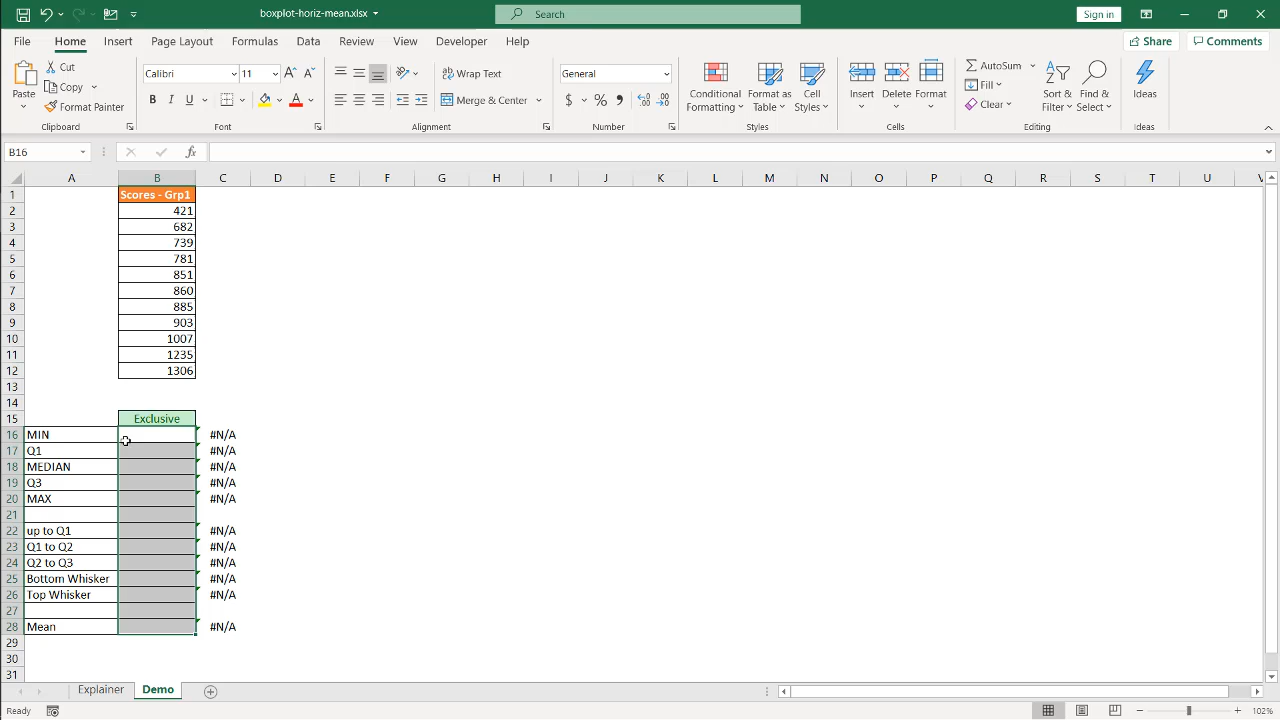 boxplot-horiz-mean.xlsx
Search
Sign in
File Home Insert Page Layout Formulas Data Review View Developer Help
Share Comments
Paste
Cut
Copy
Format Painter
Calibri 11
B I U
A
Wrap Text
Merge & Center
General
$ % ,
Conditional Formatting
Format as Table
Cell Styles
Insert
Delete
Format
AutoSum
Fill
Clear
Sort & Filter
Find & Select
Ideas
Clipboard Font Alignment Number Styles Cells Editing Ideas
B16 fx
A B C D E F G H I J K L M N O P Q R S T U V
1 Scores - Grp1
2 421
3 682
4 739
5 781
6 851
7 860
8 885
9 903
10 1007
11 1235
12 1306
13
14
15 Exclusive
16 MIN #N/A
17 Q1 #N/A
18 MEDIAN #N/A
19 Q3 #N/A
20 MAX #N/A
21
22 up to Q1 #N/A
23 Q1 to Q2 #N/A
24 Q2 to Q3 #N/A
25 Bottom Whisker #N/A
26 Top Whisker #N/A
27
28 Mean #N/A
29
30
31
Explainer Demo
Ready
102%